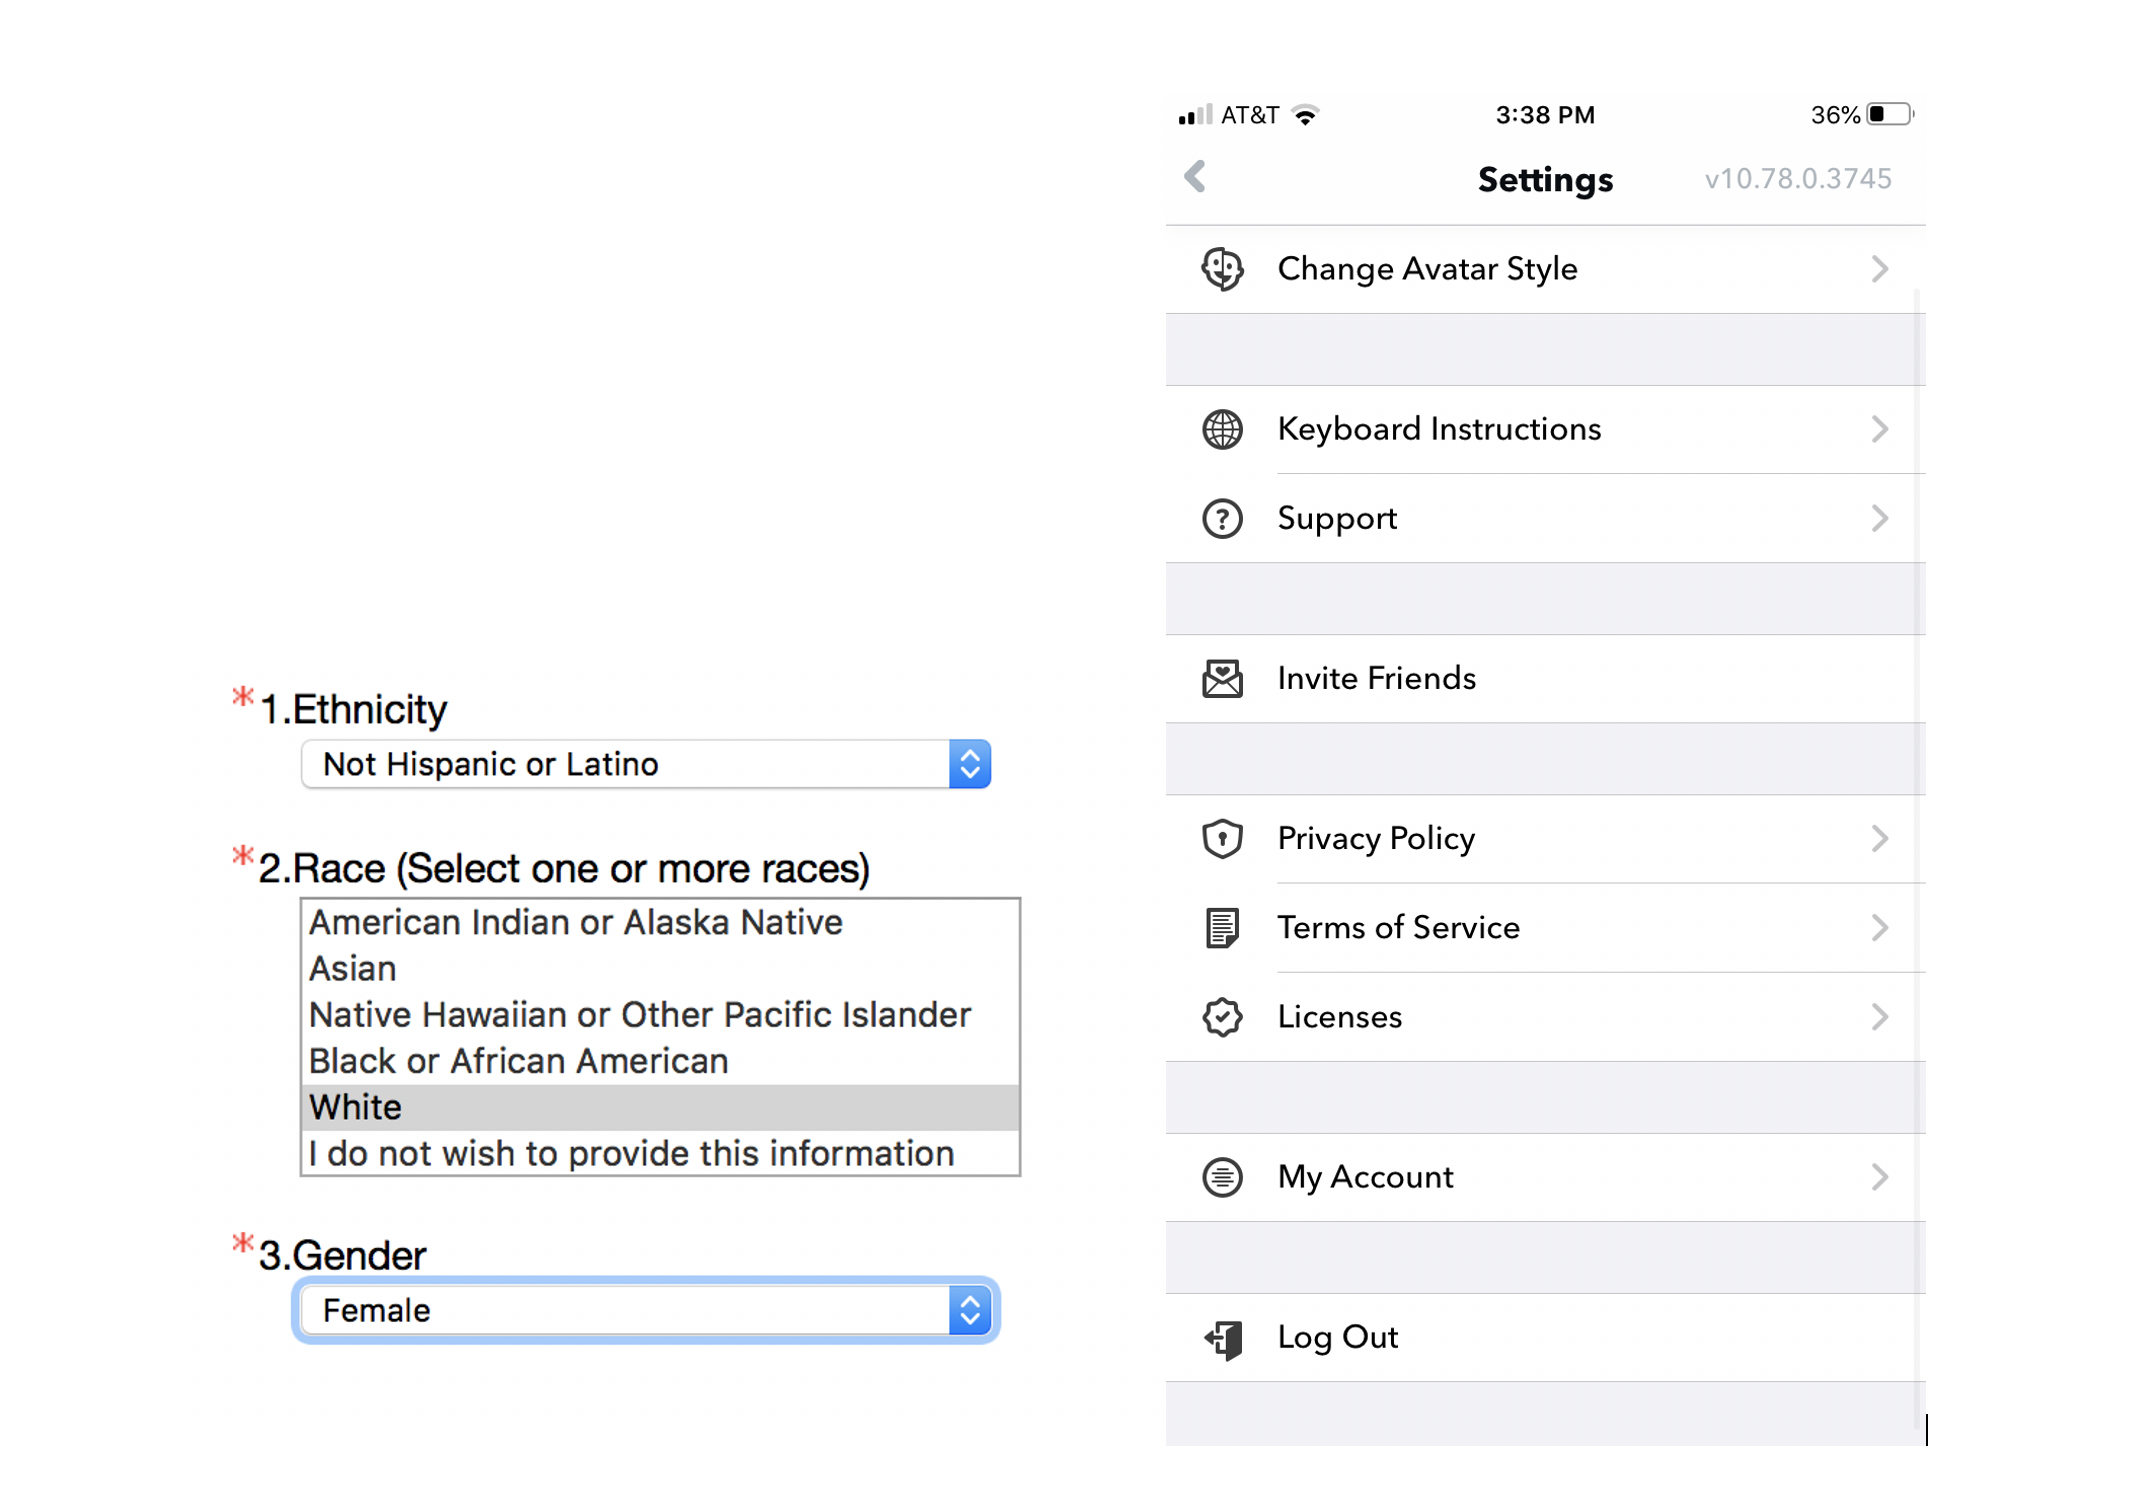 *1.Ethnicity
Not Hispanic or Latino
*2.Race (Select one or more races)
American Indian or Alaska Native
Asian
Native Hawaiian or Other Pacific Islander
Black or African American
White
I do not wish to provide this information
*3.Gender
Female
AT&T 3:38 PM 36%
Settings v10.78.0.3745
Change Avatar Style
Keyboard Instructions
Support
Invite Friends
Privacy Policy
Terms of Service
Licenses
My Account
Log Out